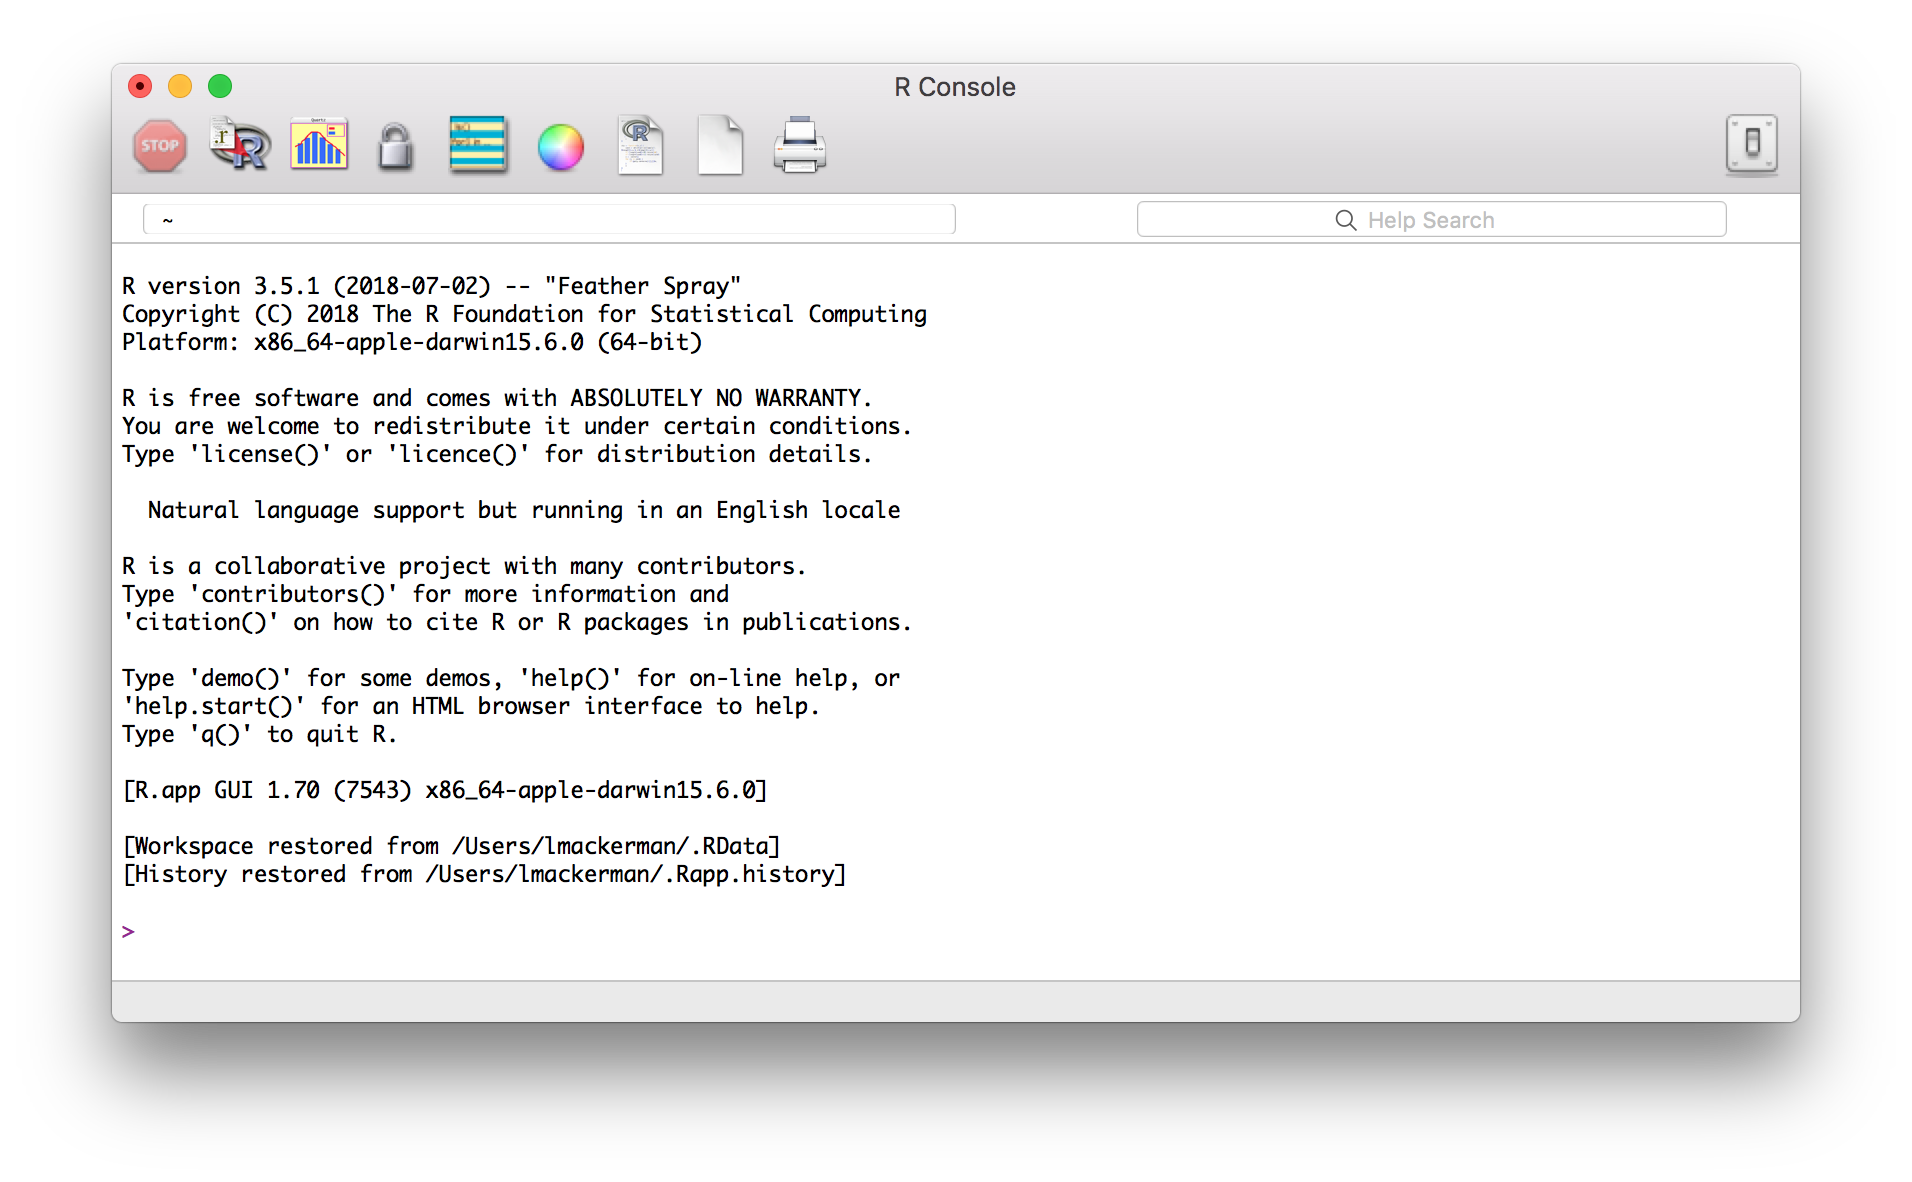 R Console
STOP
Quartz
~
Help Search
R version 3.5.1 (2018-07-02) -- "Feather Spray"
Copyright (C) 2018 The R Foundation for Statistical Computing
Platform: x86_64-apple-darwin15.6.0 (64-bit)
R is free software and comes with ABSOLUTELY NO WARRANTY.
You are welcome to redistribute it under certain conditions.
Type 'license()' or 'licence()' for distribution details.
Natural language support but running in an English locale
R is a collaborative project with many contributors.
Type 'contributors()' for more information and
'citation()' on how to cite R or R packages in publications.
Type 'demo()' for some demos, 'help()' for on-line help, or
'help.start()' for an HTML browser interface to help.
Type 'q()' to quit R.
[R.app GUI 1.70 (7543) x86_64-apple-darwin15.6.0]
[Workspace restored from /Users/lmackerman/.RData]
[History restored from /Users/lmackerman/.Rapp.history]
>